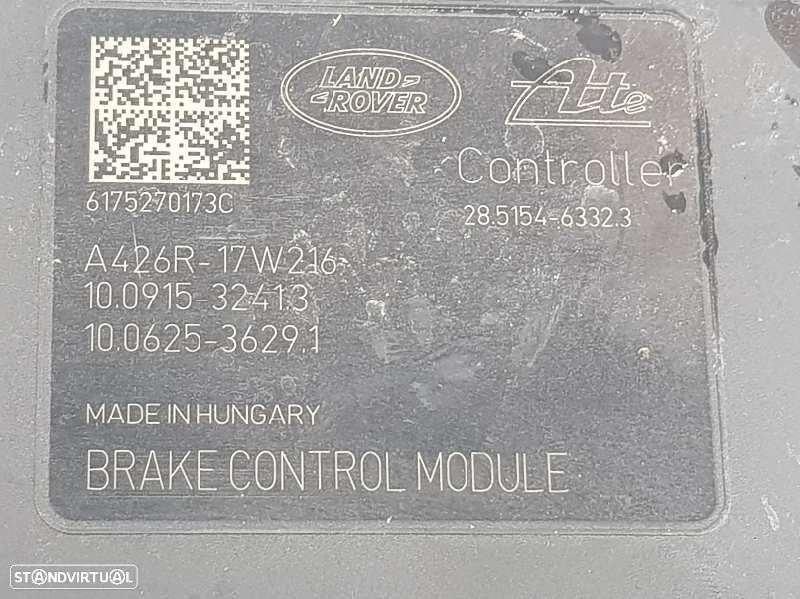 LAND-
-ROVER
Ate
Controller
6175270173C
28.5154-6332.3
A426R-17W216
10.0915-3241.3
10.0625-3629.1
MADE IN HUNGARY
BRAKE CONTROL MODULE
STANDVIRTUAL